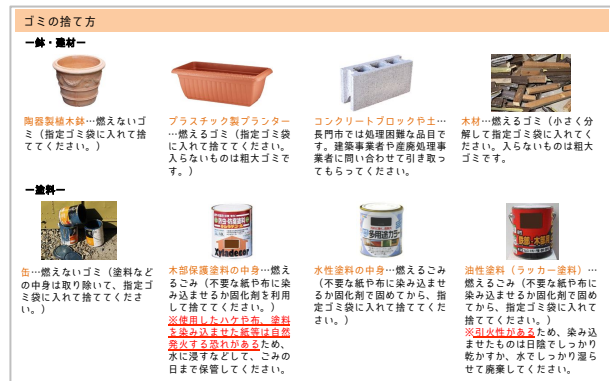 ゴミの捨て方
ー鉢・建材ー
陶器製植木鉢…燃えないゴ
ミ（指定ゴミ袋に入れて捨
ててください。）
プラスチック製プランター
…燃えるゴミ（指定ゴミ袋
に入れて捨ててください。
入らないものは粗大ゴミで
す。）
コンクリートブロックや土…
長門市では処理困難な品目で
す。建築事業者や産廃処理事
業者に問い合わせて引き取っ
てもらってください。
木材…燃えるゴミ（小さく分
解して指定袋に入れてくだ
さい。入らないものは粗大
ゴミです。
ー塗料ー
缶…燃えないゴミ（塗料など
の中身は取り除いて、指定ゴ
ミ袋に入れて捨ててくださ
い。）
Xyladecor
木部保護塗料の中身…燃え
るごみ（不要な紙や布に染
み込ませるか固化剤を利用
して捨ててください。）
※使用したハケや布、塗料
を染み込ませた紙等は自然
発火する恐れがあるため、
水に浸すなどして、ごみの
日まで保管してください。
多用途カラー
水性塗料の中身…燃えるごみ
（不要な紙や布に染み込ませ
るか固化剤で固めてから、指
定ゴミ袋に入れて捨ててくだ
さい。）
鉄部・木部用
油性塗料（ラッカー塗料）…
燃えるごみ（不要な紙や布に
染み込ませるか固化剤で固め
てから、指定ゴミ袋に入れて
捨ててください。）
※引火性があるため、染み込
ませたものは日陰でしっかり
乾かすか、水でしっかり湿ら
せて廃棄してください。